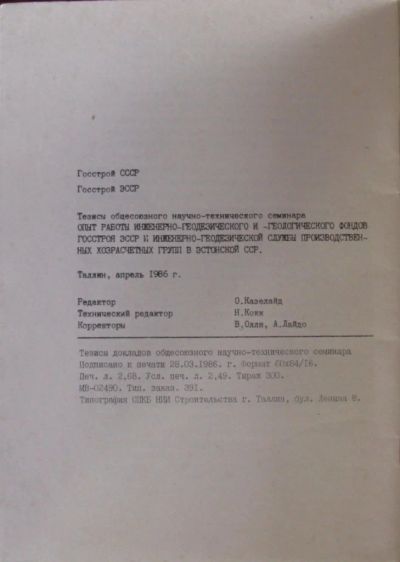 Госстрой СССР
Госстрой ЭССР
Тезисы общесоюзного научно-технического семинара
ОПЫТ РАБОТЫ ИНЖЕНЕРНО-ГЕОДЕЗИЧЕСКОГО И -ГЕОЛОГИЧЕСКОГО ФОНДОВ
ГОССТРОЯ ЭССР И ИНЖЕНЕРНО-ГЕОДЕЗИЧЕСКОЙ СЛУЖБЫ ПРОИЗВОДСТВЕН-
НЫХ ХОЗРАСЧЕТНЫХ ГРУПП В ЭСТОНСКОЙ ССР.
Таллин, апрель 1986 г.
Редактор О.Казелайд
Технический редактор Н.Кокк
Корректоры В.Олли, А.Лайдо
Тезисы докладов общесоюзного научно-технического семинара
Подписано к печати 28.03.1986. г. Формат 60x84/16.
Печ. л. 2,68. Усл. печ. л. 2,49. Тираж 300.
МВ-02490. Тип. заказ. 391.
Типография ОПКБ НИИ Строительства г. Таллин, бул. Ленина 8.